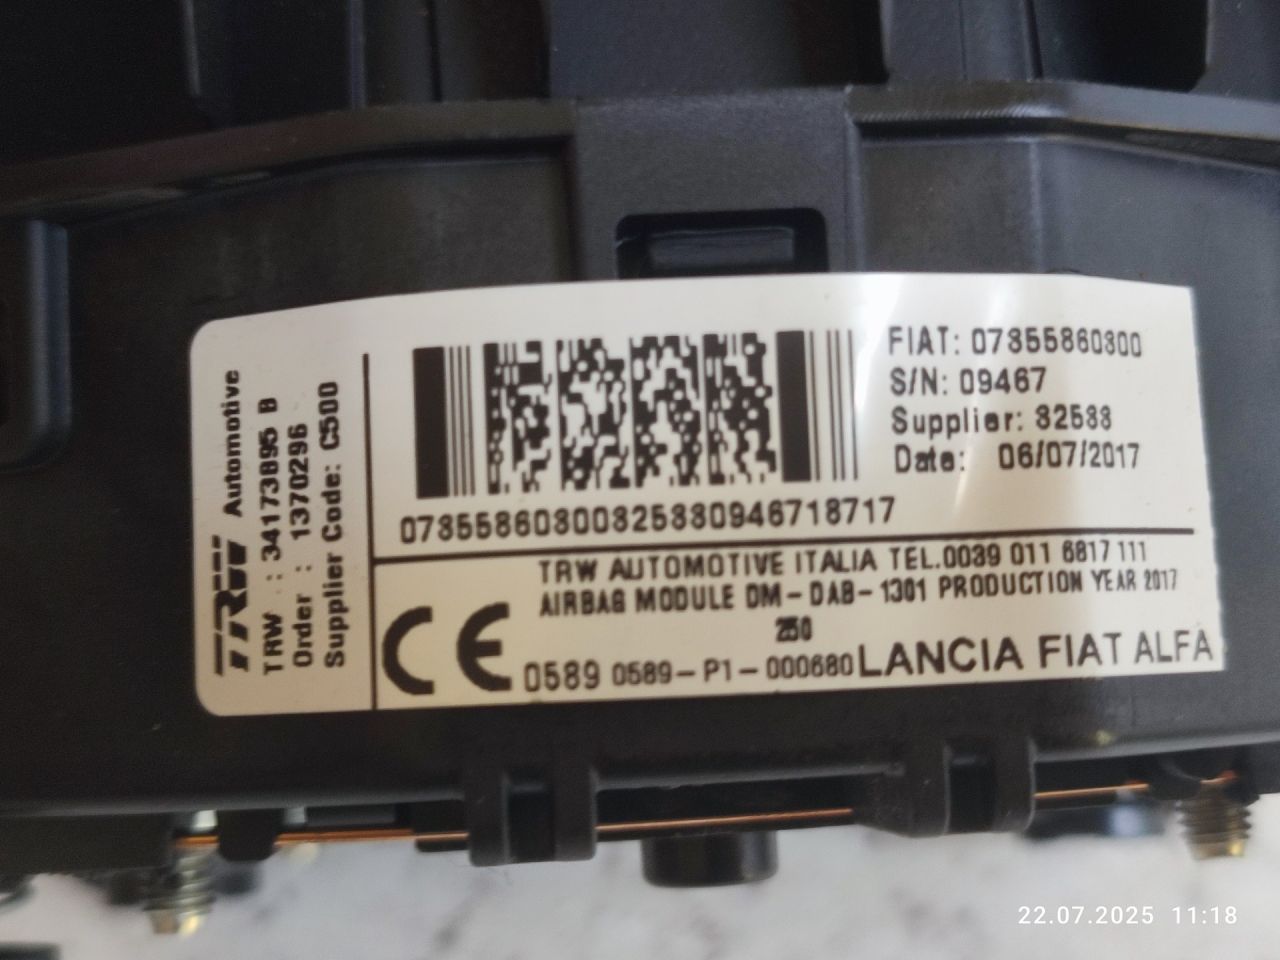 TRW Automotive
TRW : 34173895 B
Order : 1370296
Supplier Code: C500
FIAT: 07355860300
S/N: 09467
Supplier: 82588
Date: 06/07/2017
07355860300825880946718717
TRW AUTOMOTIVE ITALIA TEL.0039 011 6817 111
AIRBAG MODULE DM-DAB-1301 PRODUCTION YEAR 2017
250
CE 0589 0589-P1-000680 LANCIA FIAT ALFA
22.07.2025 11:18